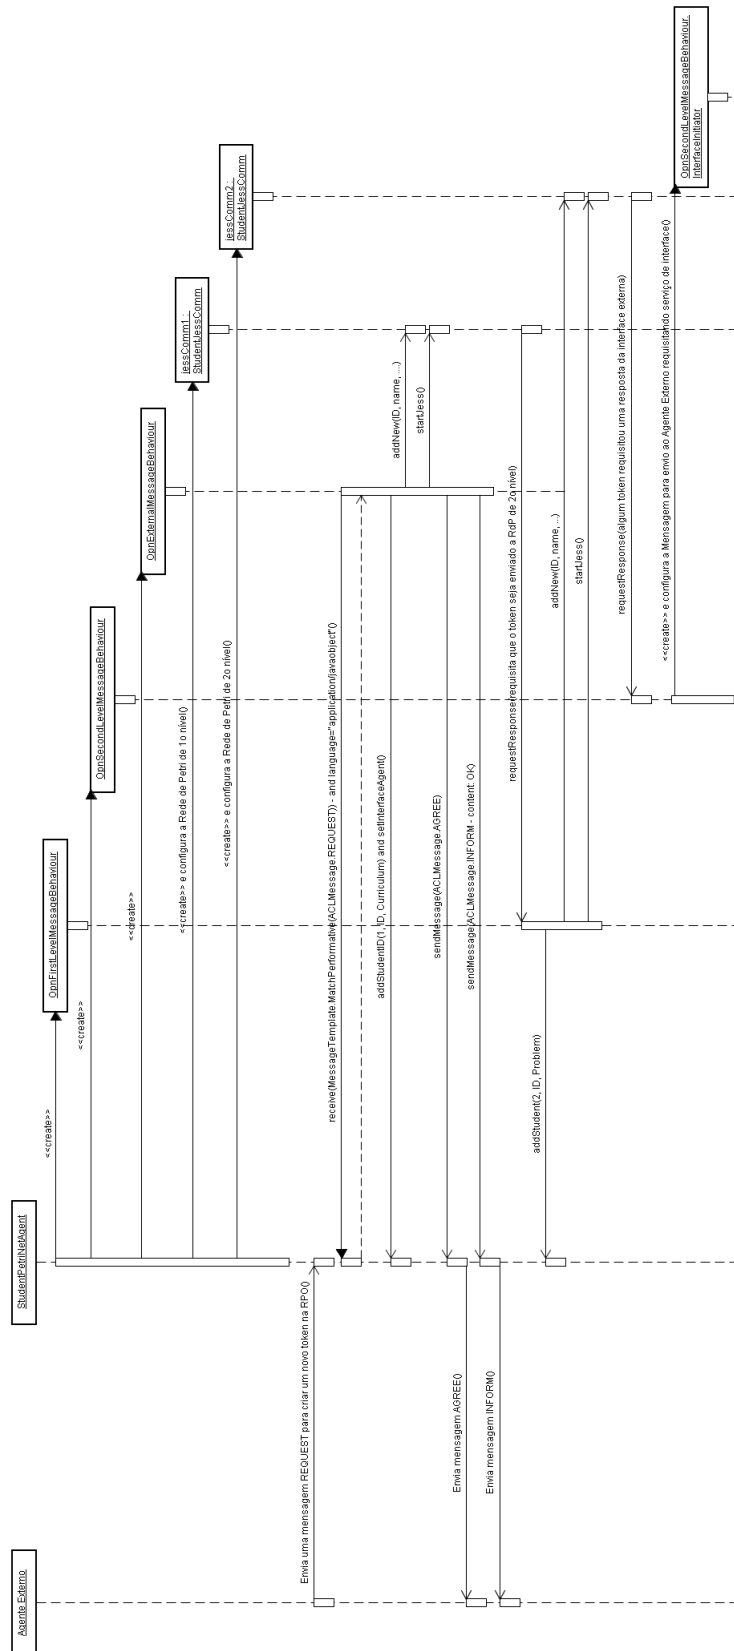 Agente Externo
StudentPetriNetAgent
OpnFirstLevelMessageBehaviour
OpnSecondLevelMessageBehaviour
OpnExternalMessageBehaviour
jessComm1 :
StudentJessComm
jessComm2 :
StudentJessComm
OpnSecondLevelMessageBehaviour.
InterfaceInitiator
<<create>>
<<create>>
<<create>>
<<create>> e configura a Rede de Petri de 1o nível()
<<create>> e configura a Rede de Petri de 2o nível()
Envia uma mensagem REQUEST para criar um novo token na RPO()
receive(MessageTemplate.MatchPerformative(ACLMessage.REQUEST)) - and language="application/javaobject"()
addStudentID(1, ID, Curriculum) and setInterfaceAgent()
addNew(ID, name, ...)
startJess()
sendMessage(ACLMessage.AGREE)
Envia mensagem AGREE()
sendMessage(ACLMessage.INFORM - content: OK)
Envia mensagem INFORM()
requestResponse(requisita que o token seja enviado a RdP de 2o nível)
addStudent(2, ID, Problem)
addNew(ID, name, ...)
startJess()
requestResponse(algum token requisitou uma resposta da interface externa)
<<create>> e configura a Mensagem para envio ao Agente Externo requisitando serviço de interface()